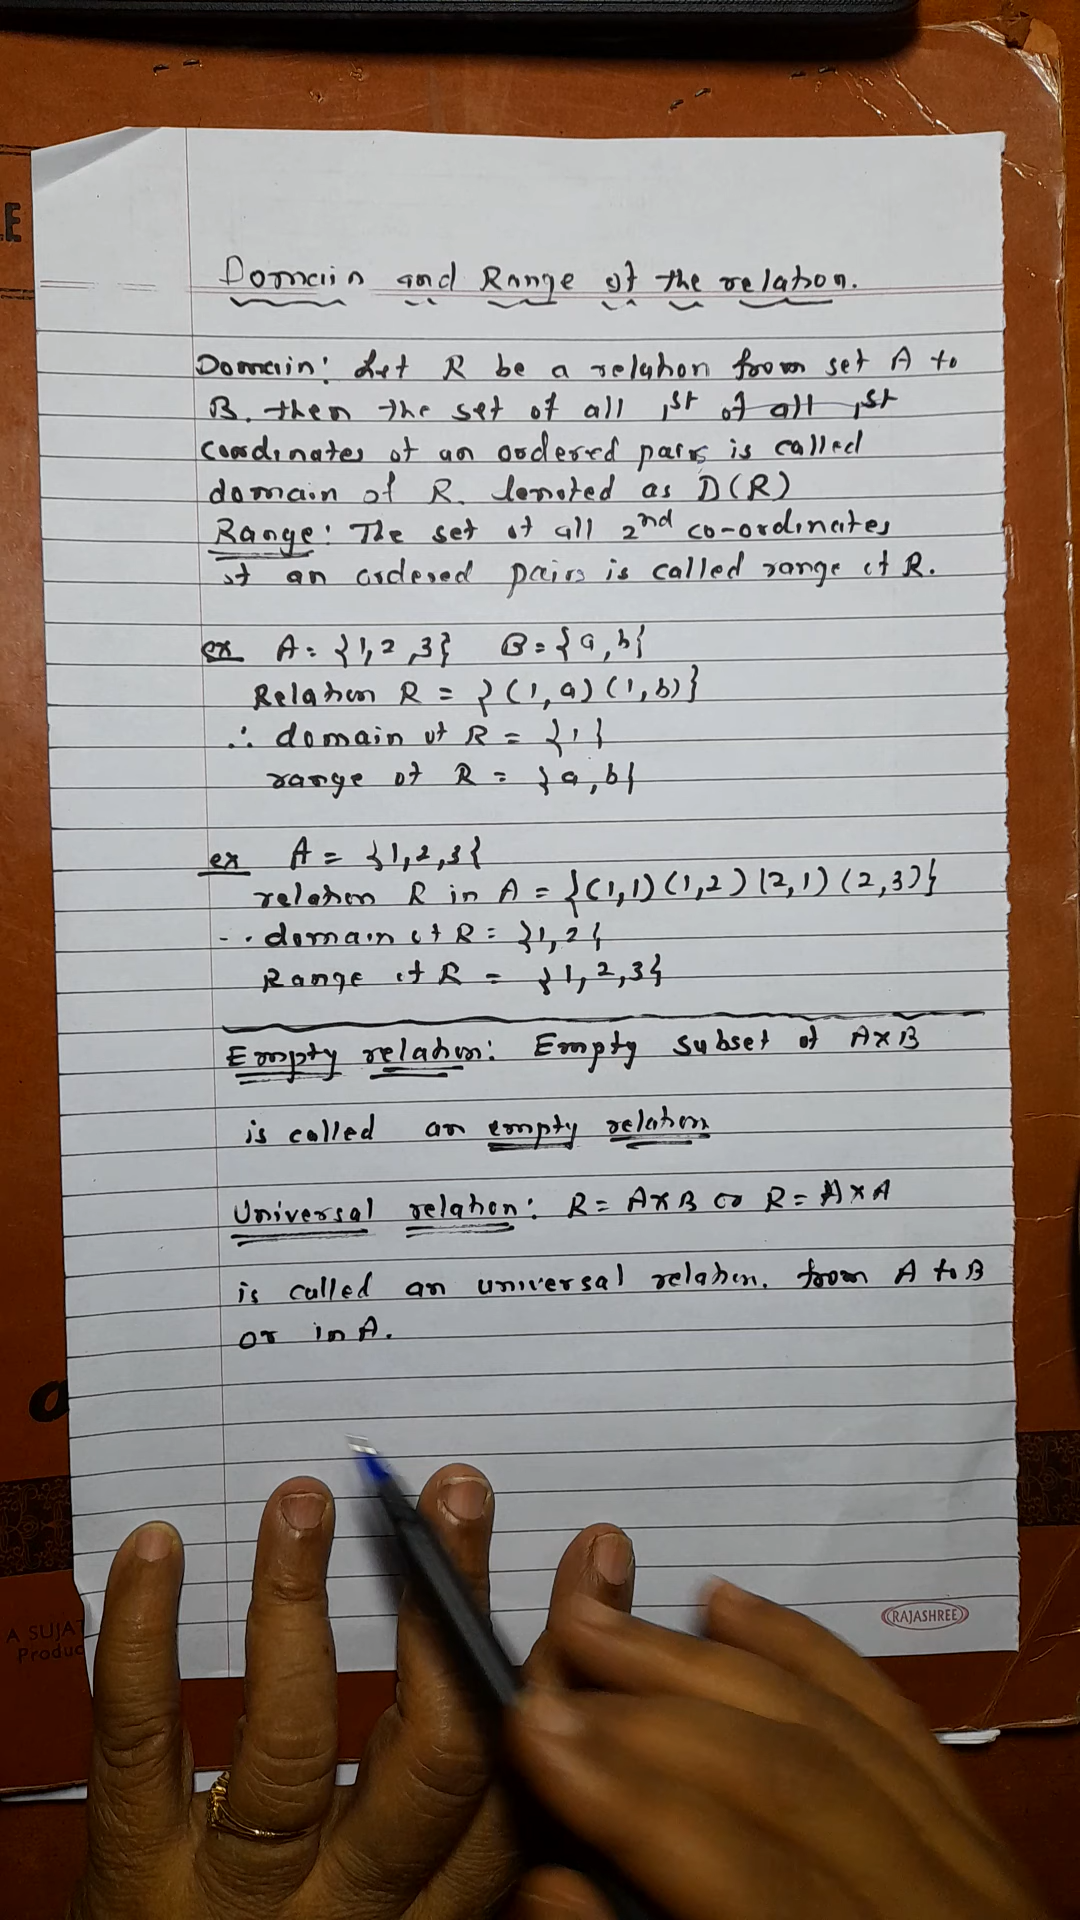 Domain and Range of the relation.
Domain: Let R be a relation from set A to
B. then the set of all 1st of all 1st
coordinates of an ordered pairs is called
domain of R. denoted as D(R)
Range: The set of all 2nd co-ordinates
of an ordered pairs is called range of R.
ex A = {1,2,3} B = {a,b}
Relation R = {(1,a)(1,b)}
∴ domain of R = {1}
range of R = {a,b}
ex A = {1,2,3}
relation R in A = {(1,1)(1,2)(2,1)(2,3)}
∴ domain of R = {1,2}
Range of R = {1,2,3}
Empty relation: Empty subset of A×B
is called an empty relation
Universal relation: R = A×B or R = A×A
is called an universal relation. from A to B
or in A.
RAJASHREE
A SUJA
Produc